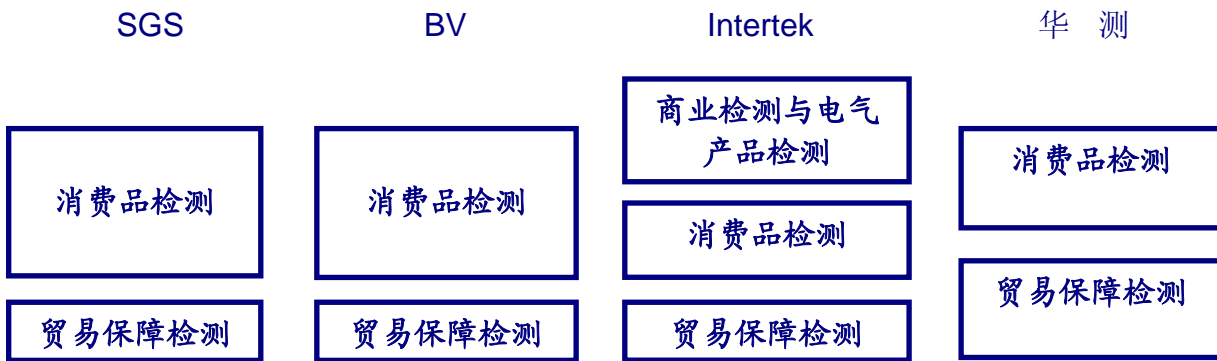 SGS BV Intertek 华 测
商业检测与电气
产品检测
消费品检测 消费品检测 消费品检测
消费品检测
贸易保障检测
贸易保障检测 贸易保障检测 贸易保障检测